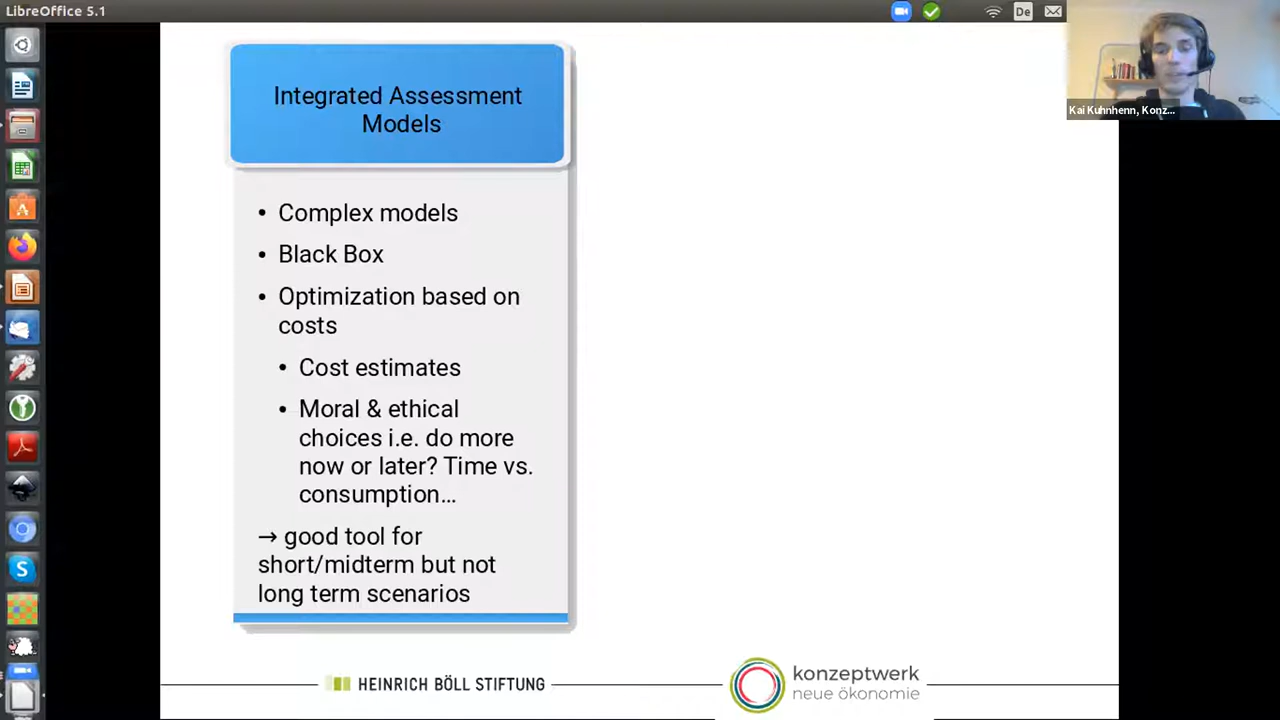 LibreOffice 5.1
De
Kai Kuhnhenn, Konz...
Integrated Assessment
Models
• Complex models
• Black Box
• Optimization based on
costs
• Cost estimates
• Moral & ethical
choices i.e. do more
now or later? Time vs.
consumption...
→ good tool for
short/midterm but not
long term scenarios
HEINRICH BÖLL STIFTUNG
konzeptwerk
neue ökonomie